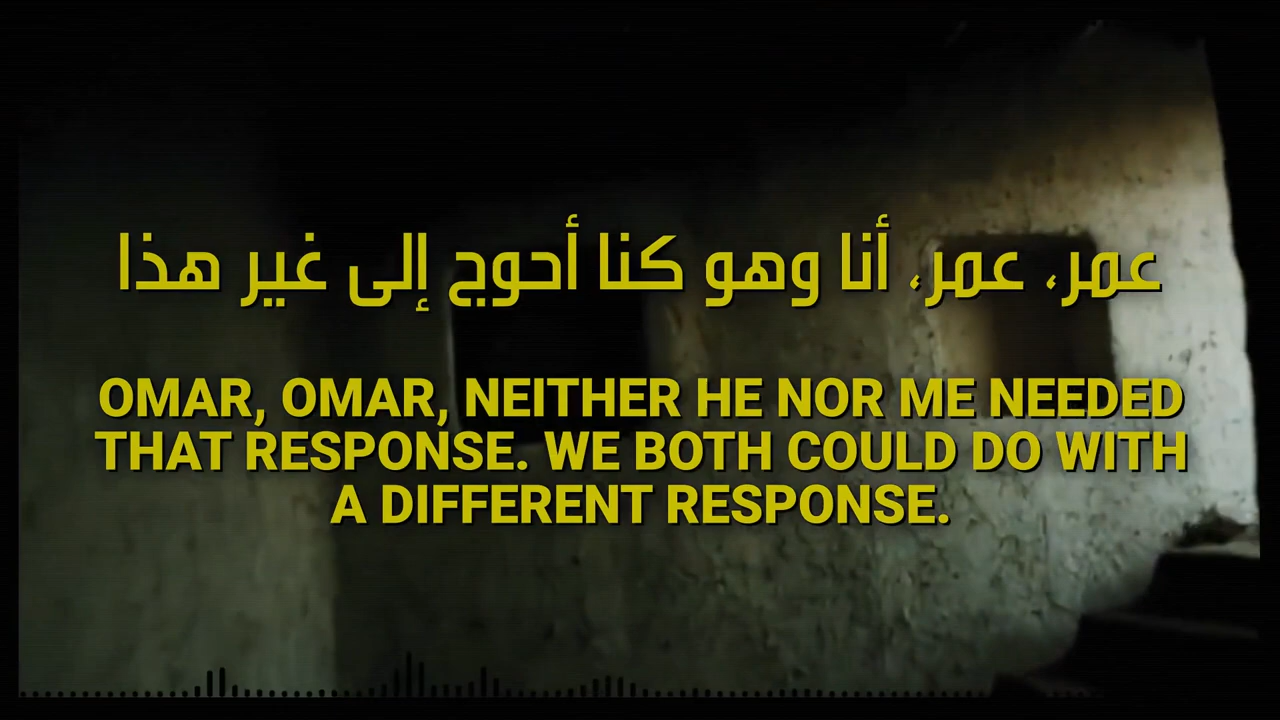 عمر، عمر، أنا وهو كنا أحوج إلى غير هذا
OMAR, OMAR, NEITHER HE NOR ME NEEDED
THAT RESPONSE. WE BOTH COULD DO WITH
A DIFFERENT RESPONSE.